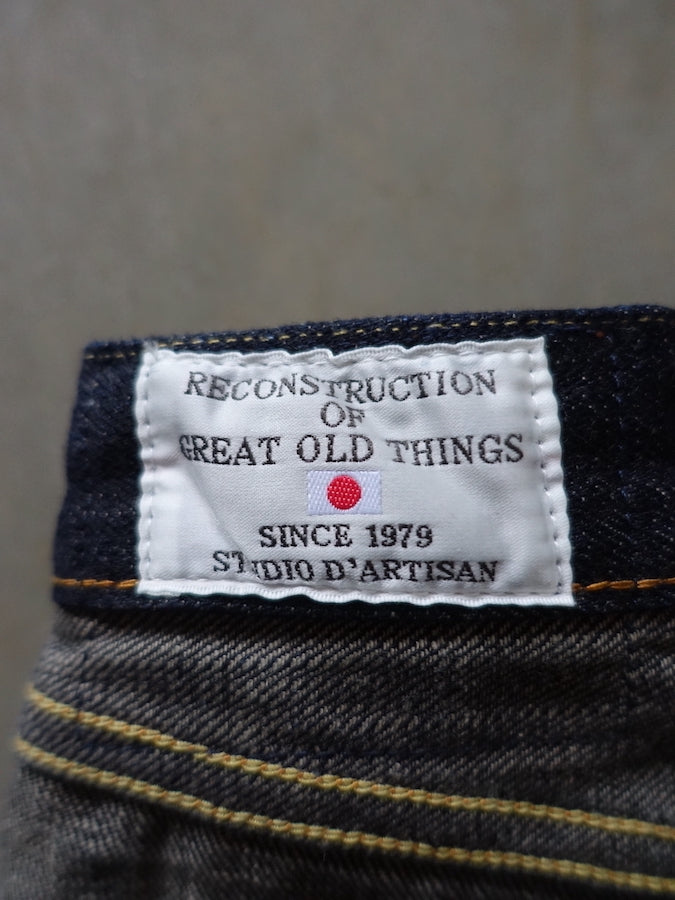 RECONSTRUCTION
OF
GREAT OLD THINGS
SINCE 1979
STUDIO D'ARTISAN